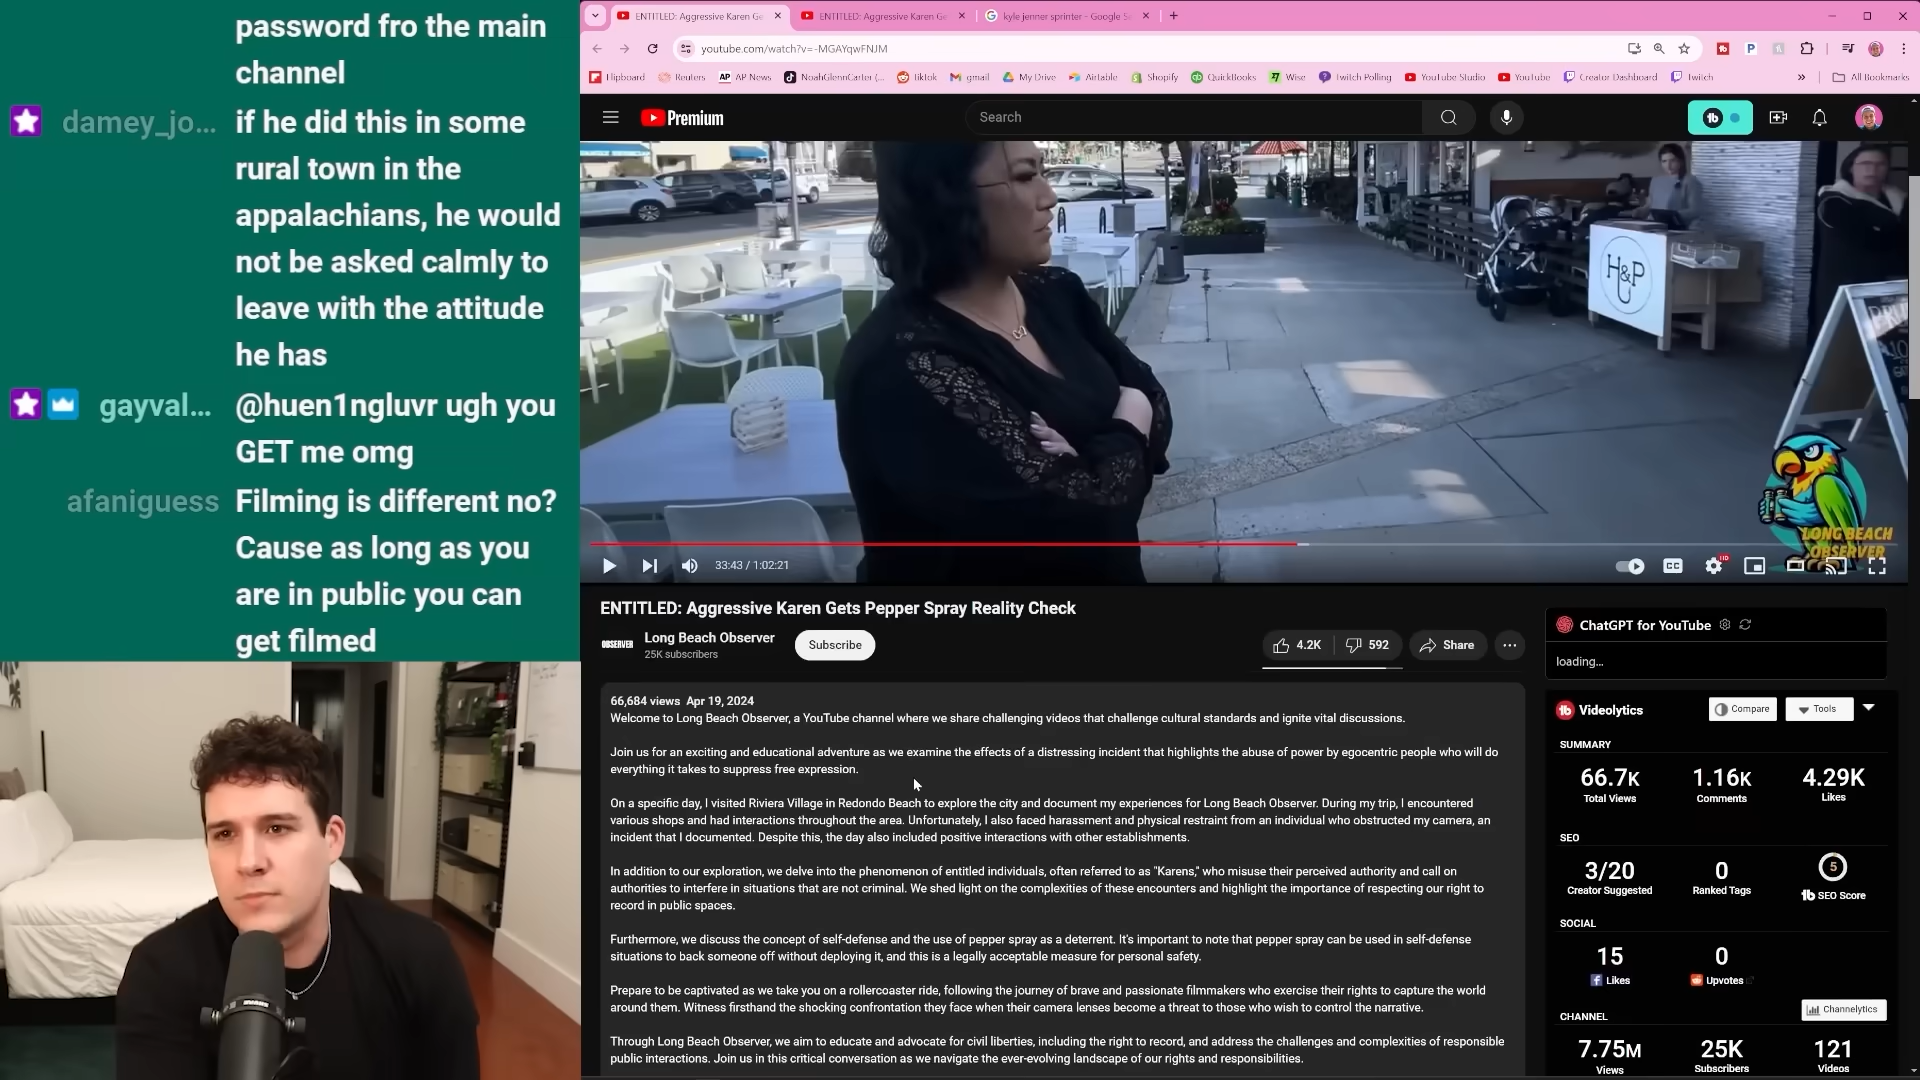 password fro the main
channel
damey_jo... if he did this in some
rural town in the
appalachians, he would
not be asked calmly to
leave with the attitude
he has
gayval... @huen1ngluvr ugh you
GET me omg
afaniguess Filming is different no?
Cause as long as you
are in public you can
get filmed
ENTITLED: Aggressive Karen Ge
ENTITLED: Aggressive Karen Ge
kyle jenner sprinter - Google S
youtube.com/watch?v=-MGAYqwFNJM
Flipboard Reuters AP News NoahGlennCarter (... tiktok gmail My Drive Airtable Shopify QuickBooks Wise Twitch Polling YouTube Studio YouTube Creator Dashboard Twitch » All Bookmarks
Premium
Search
H&P
LONG BEACH
OBSERVER
33:43 / 1:02:21
CC
HD
ENTITLED: Aggressive Karen Gets Pepper Spray Reality Check
OBSERVER
Long Beach Observer
25K subscribers
Subscribe
4.2K
592
Share
66,684 views Apr 19, 2024
Welcome to Long Beach Observer, a YouTube channel where we share challenging videos that challenge cultural standards and ignite vital discussions.
Join us for an exciting and educational adventure as we examine the effects of a distressing incident that highlights the abuse of power by egocentric people who will do
everything it takes to suppress free expression.
On a specific day, I visited Riviera Village in Redondo Beach to explore the city and document my experiences for Long Beach Observer. During my trip, I encountered
various shops and had interactions throughout the area. Unfortunately, I also faced harassment and physical restraint from an individual who obstructed my camera, an
incident that I documented. Despite this, the day also included positive interactions with other establishments.
In addition to our exploration, we delve into the phenomenon of entitled individuals, often referred to as "Karens," who misuse their perceived authority and call on
authorities to interfere in situations that are not criminal. We shed light on the complexities of these encounters and highlight the importance of respecting our right to
record in public spaces.
Furthermore, we discuss the concept of self-defense and the use of pepper spray as a deterrent. It's important to note that pepper spray can be used in self-defense
situations to back someone off without deploying it, and this is a legally acceptable measure for personal safety.
Prepare to be captivated as we take you on a rollercoaster ride, following the journey of brave and passionate filmmakers who exercise their rights to capture the world
around them. Witness firsthand the shocking confrontation they face when their camera lenses become a threat to those who wish to control the narrative.
Through Long Beach Observer, we aim to educate and advocate for civil liberties, including the right to record, and address the challenges and complexities of responsible
public interactions. Join us in this critical conversation as we navigate the ever-evolving landscape of our rights and responsibilities.
ChatGPT for YouTube
loading...
Videolytics
Compare
Tools
SUMMARY
66.7K 1.16K 4.29K
Total Views Comments Likes
SEO
3/20 0 5
Creator Suggested Ranked Tags SEO Score
SOCIAL
15 0
Likes Upvotes
Channelytics
CHANNEL
7.75M 25K 121
Views Subscribers Videos